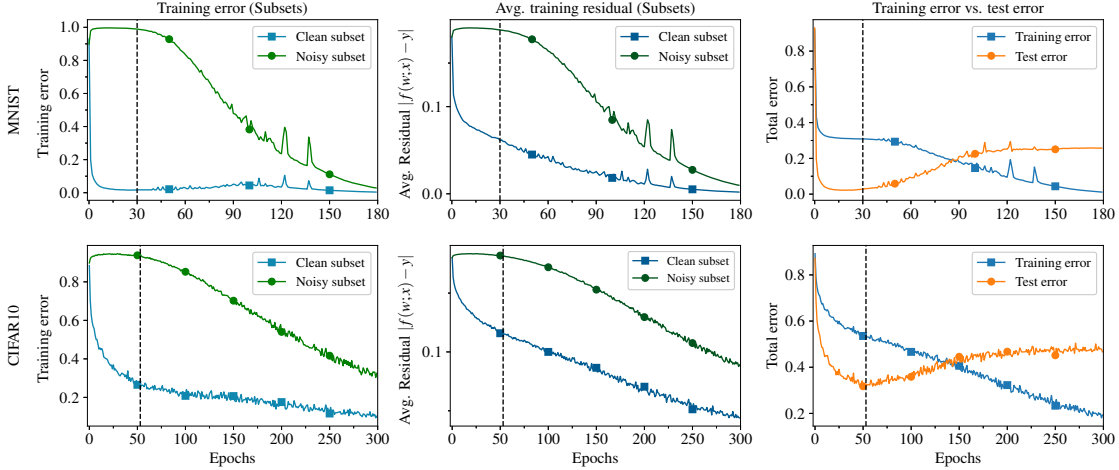 Training error (Subsets)
Avg. training residual (Subsets)
Training error vs. test error
MNIST
Training error
1.0
0.8
0.6
0.4
0.2
0.0
0 30 60 90 120 150 180
Clean subset
Noisy subset
Avg. Residual |f(w;x) − y|
0.1
0.0
0 30 60 90 120 150 180
Clean subset
Noisy subset
Total error
0.8
0.6
0.4
0.2
0.0
0 30 60 90 120 150 180
Training error
Test error
CIFAR10
Training error
0.8
0.6
0.4
0.2
0 50 100 150 200 250 300
Epochs
Clean subset
Noisy subset
Avg. Residual |f(w;x) − y|
0.1
0 50 100 150 200 250 300
Epochs
Clean subset
Noisy subset
Total error
0.8
0.6
0.4
0.2
0 50 100 150 200 250 300
Epochs
Training error
Test error